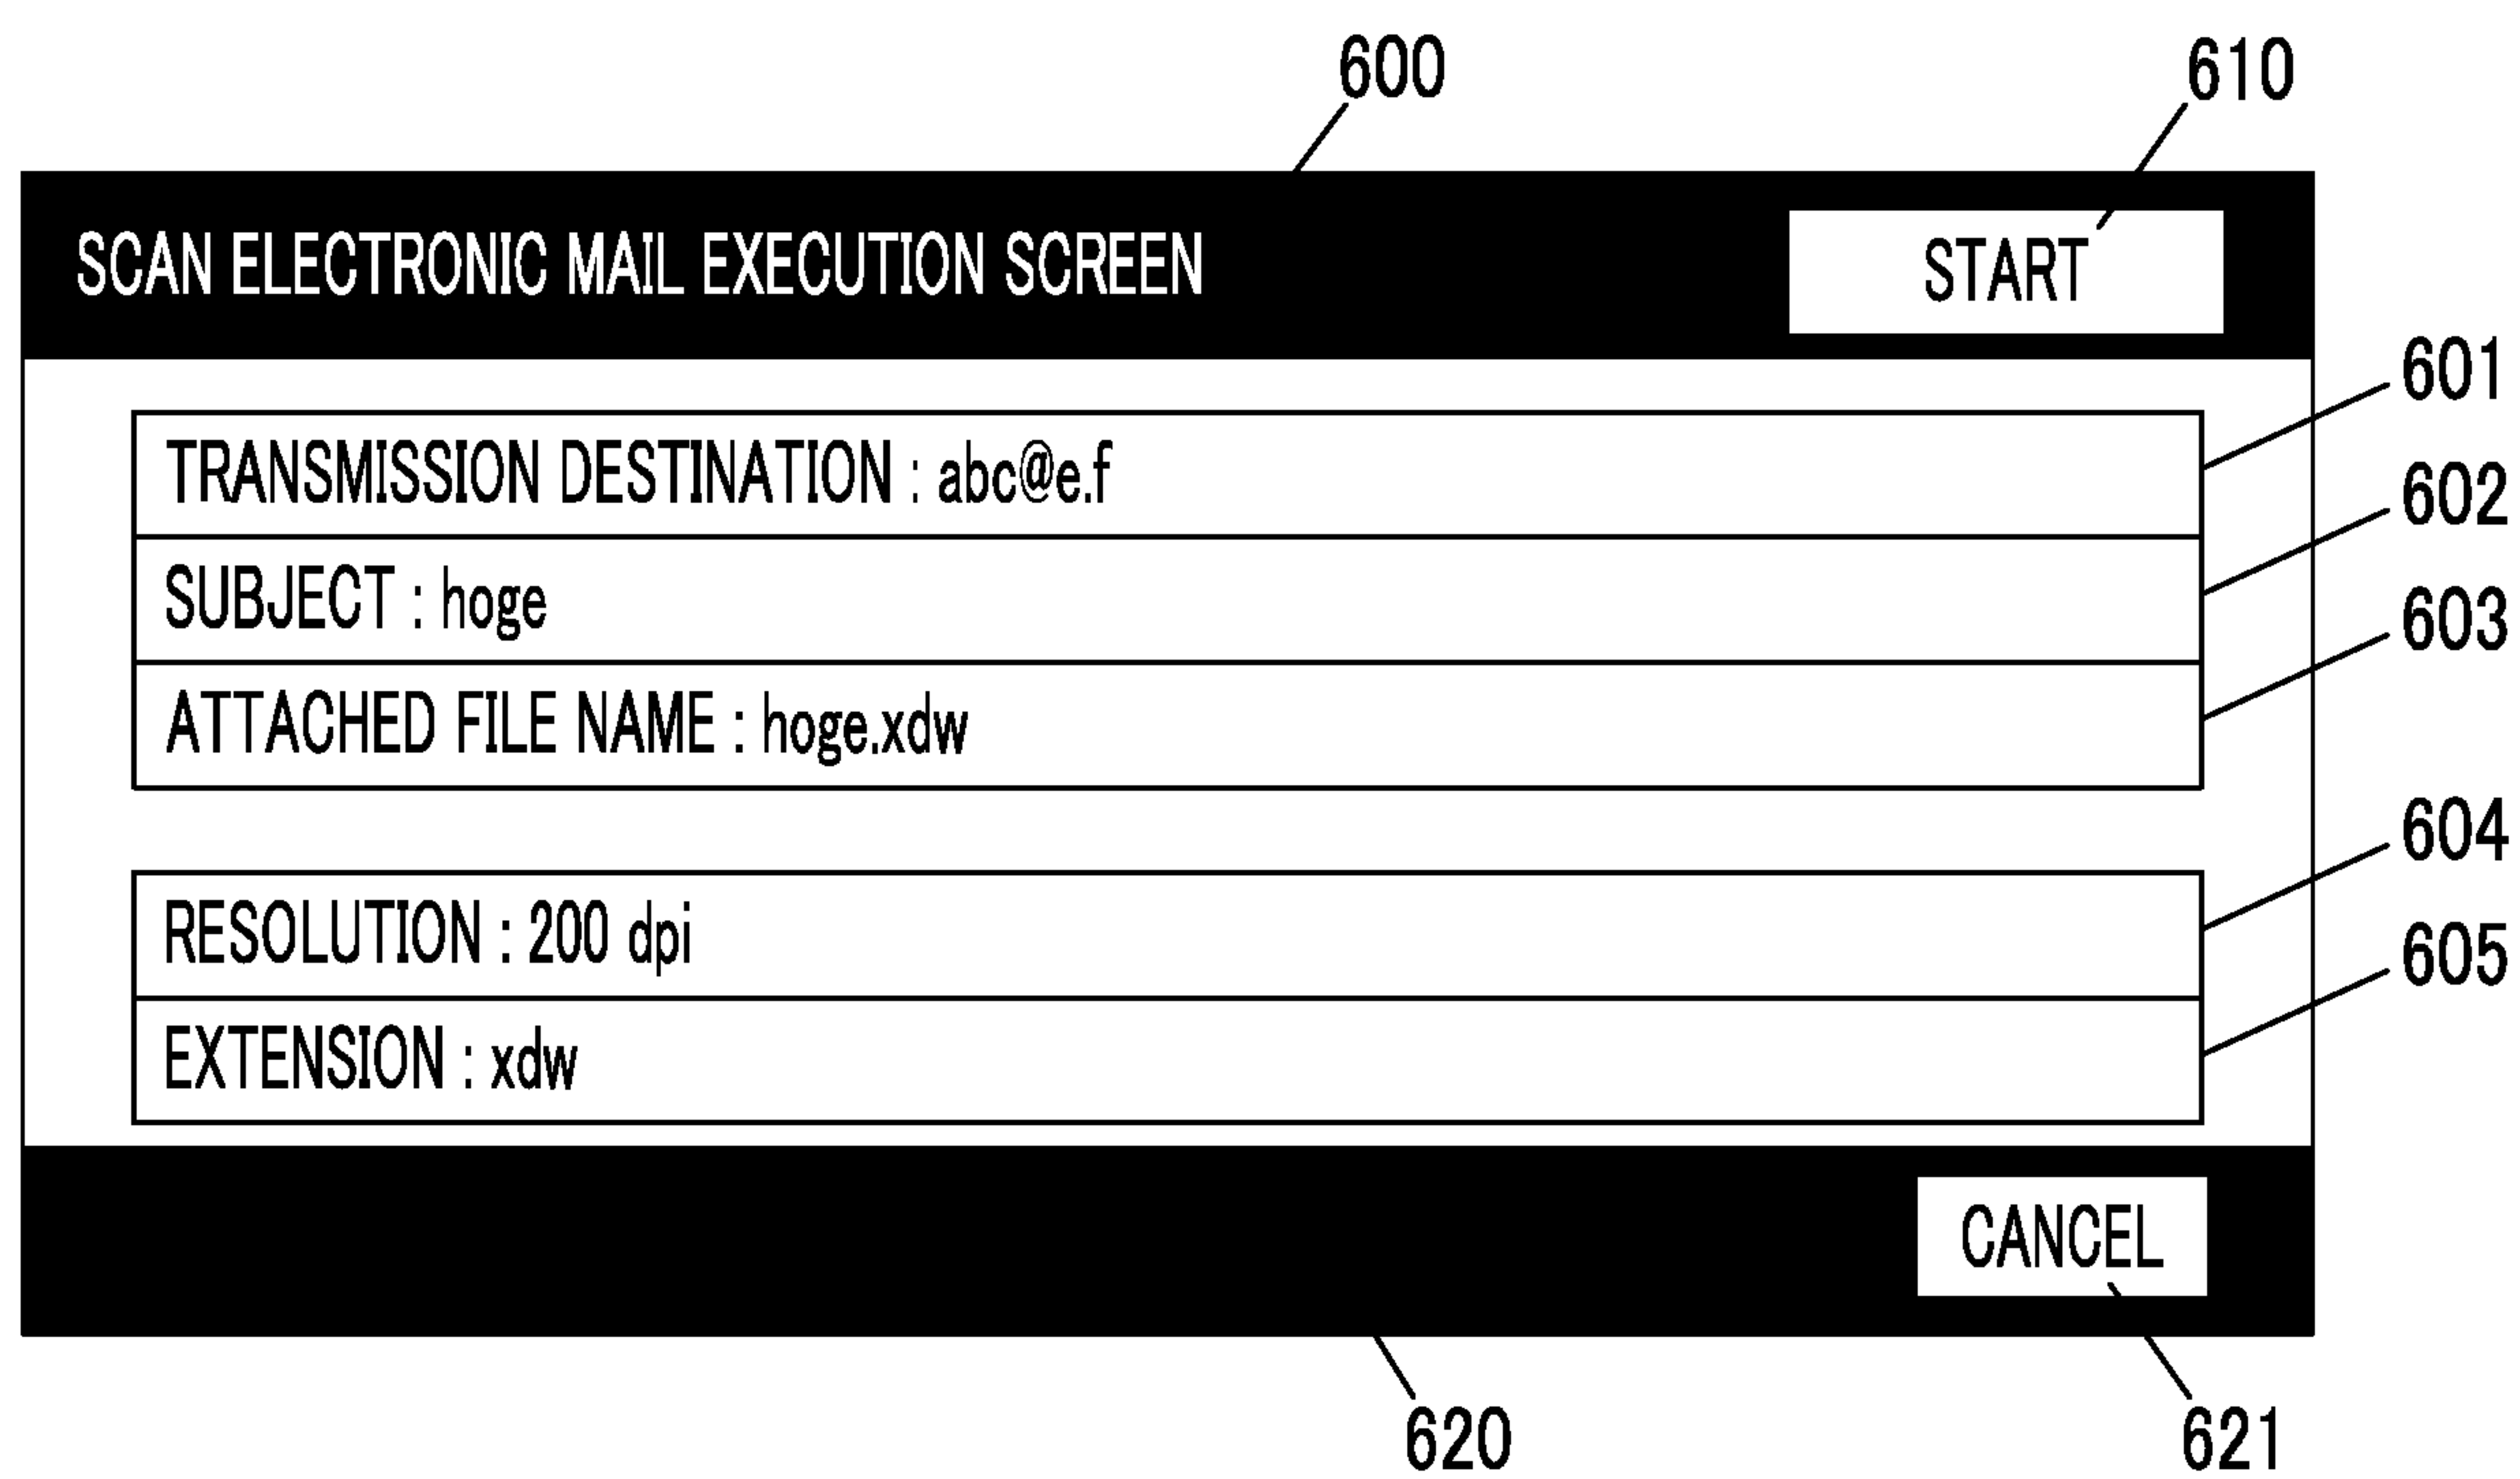 600
610
SCAN ELECTRONIC MAIL EXECUTION SCREEN
START
601
TRANSMISSION DESTINATION : abc@e.f
602
SUBJECT : hoge
603
ATTACHED FILE NAME : hoge.xdw
604
RESOLUTION : 200 dpi
605
EXTENSION : xdw
CANCEL
620
621